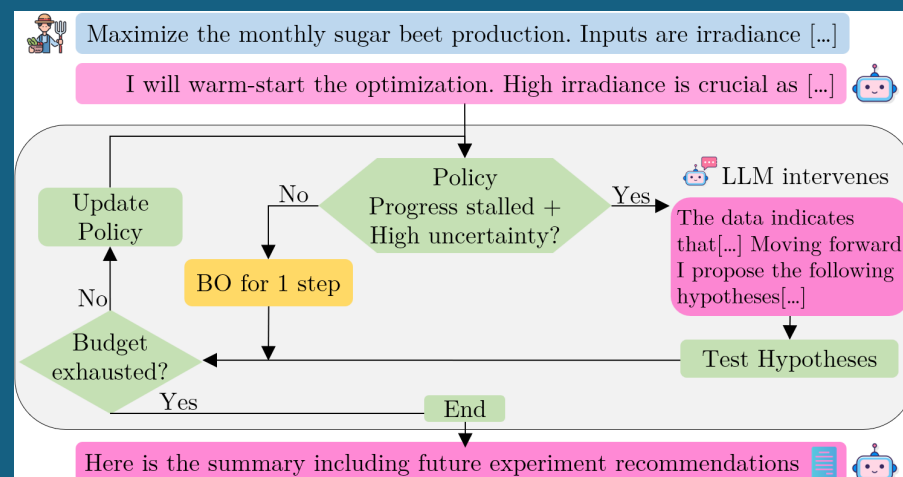 Maximize the monthly sugar beet production. Inputs are irradiance [...]
I will warm-start the optimization. High irradiance is crucial as [...]
Policy
Progress stalled +
High uncertainty?
No
Yes
LLM intervenes
The data indicates
that[...] Moving forward
I propose the following
hypotheses[...]
Update
Policy
BO for 1 step
No
Budget
exhausted?
Test Hypotheses
Yes
End
Here is the summary including future experiment recommendations